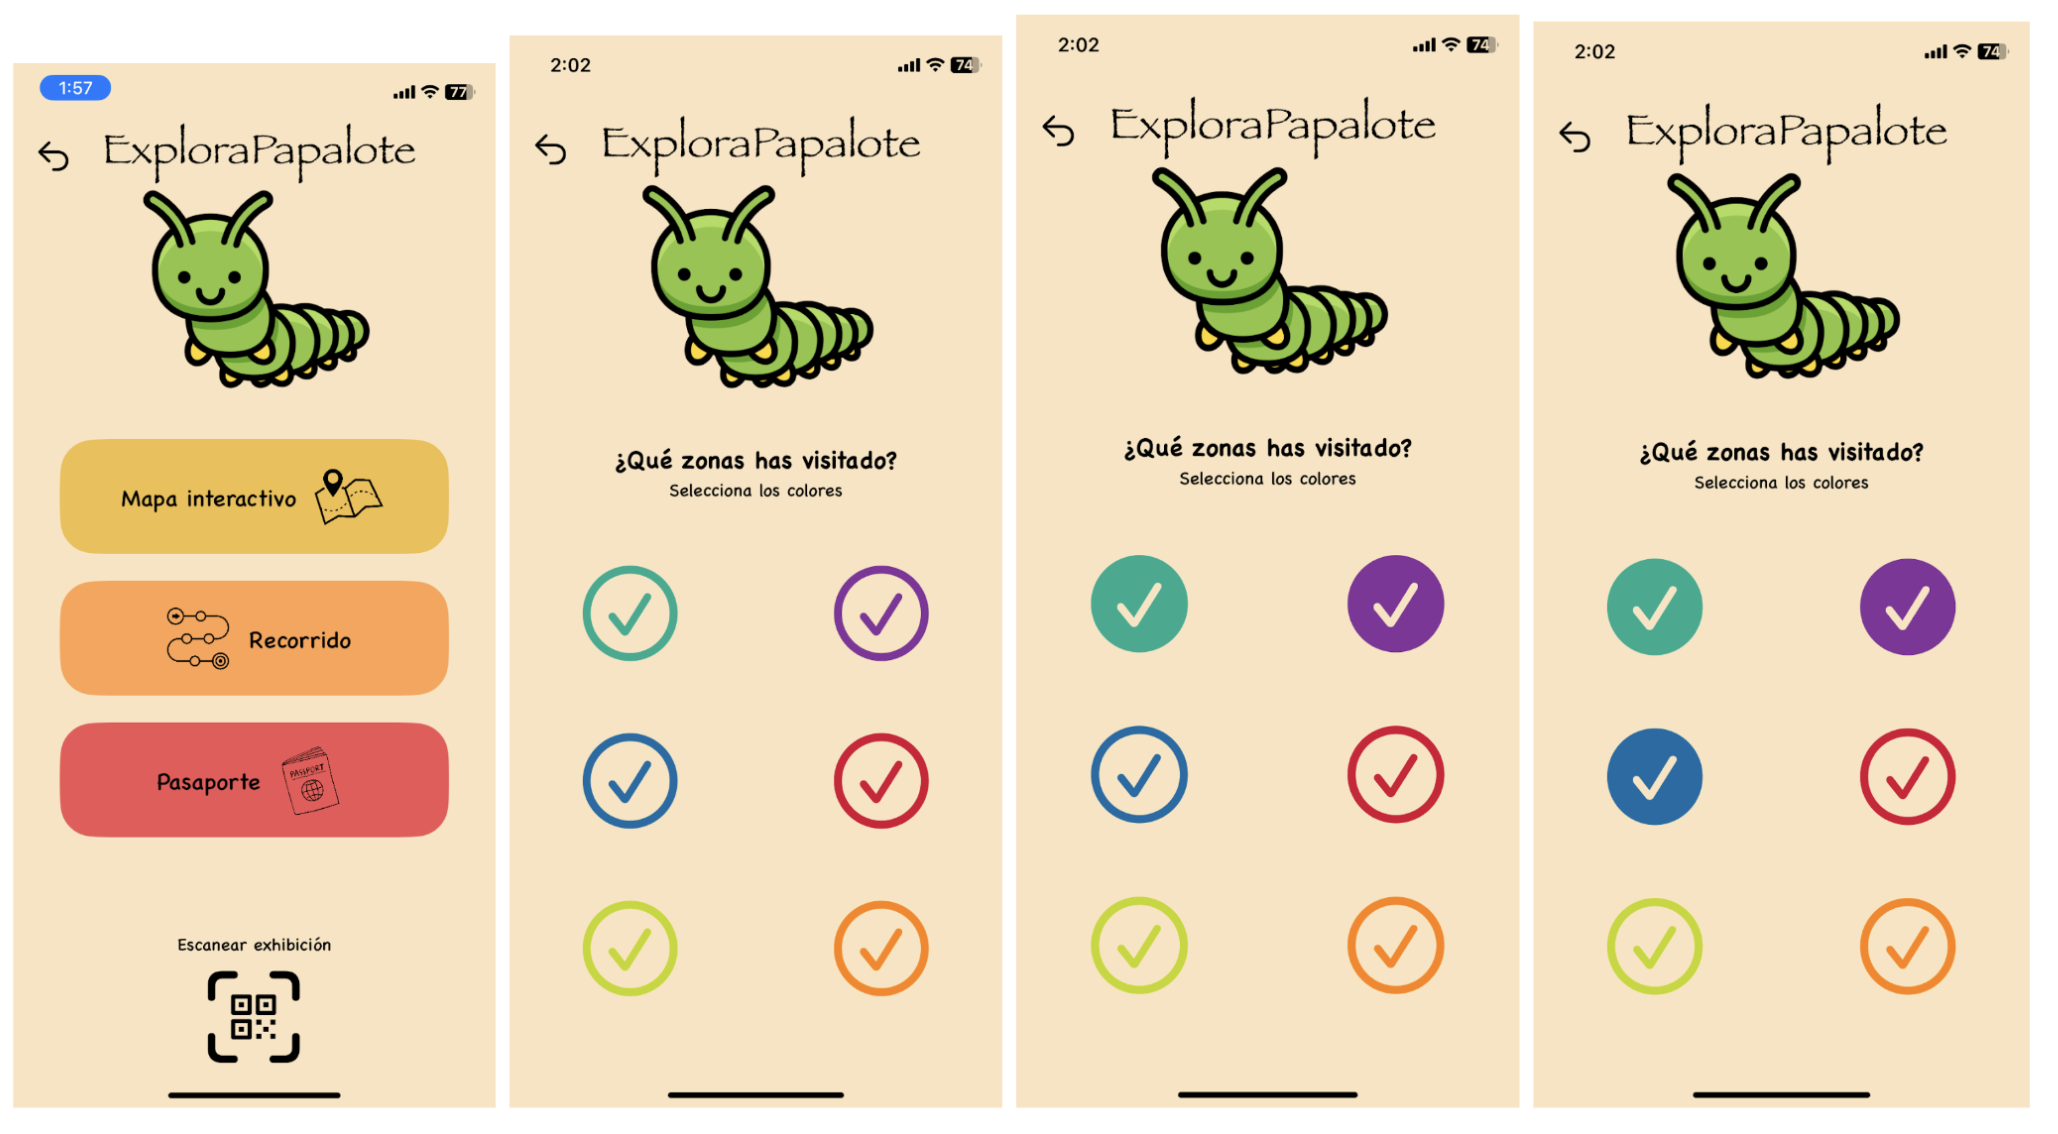 1:57
77
ExploraPapalote
Mapa interactivo
Recorrido
Pasaporte
PASSPORT
Escanear exhibición
2:02
74
ExploraPapalote
¿Qué zonas has visitado?
Selecciona los colores
2:02
74
ExploraPapalote
¿Qué zonas has visitado?
Selecciona los colores
2:02
74
ExploraPapalote
¿Qué zonas has visitado?
Selecciona los colores